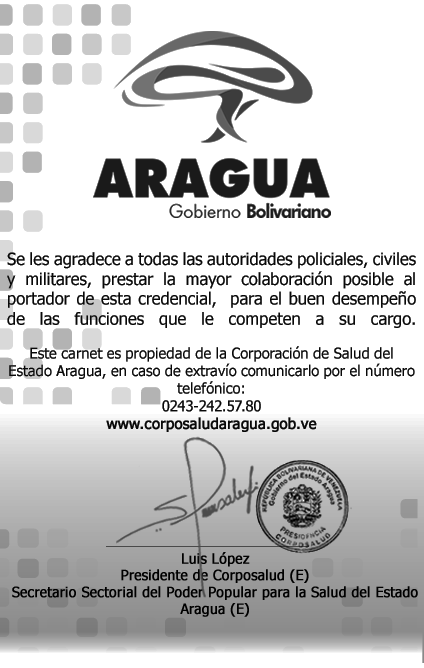 ARAGUA
Gobierno Bolivariano
Se les agradece a todas las autoridades policiales, civiles
y militares, prestar la mayor colaboración posible al
portador de esta credencial, para el buen desempeño
de las funciones que le competen a su cargo.
Este carnet es propiedad de la Corporación de Salud del
Estado Aragua, en caso de extravío comunicarlo por el número
telefónico:
0243-242.57.80
www.corposaludaragua.gob.ve
REPUBLICA BOLIVARIANA DE VENEZUELA
Gobierno del Estado Aragua
PRESIDENCIA
CORPOSALUD
Luis López
Presidente de Corposalud (E)
Secretario Sectorial del Poder Popular para la Salud del Estado
Aragua (E)